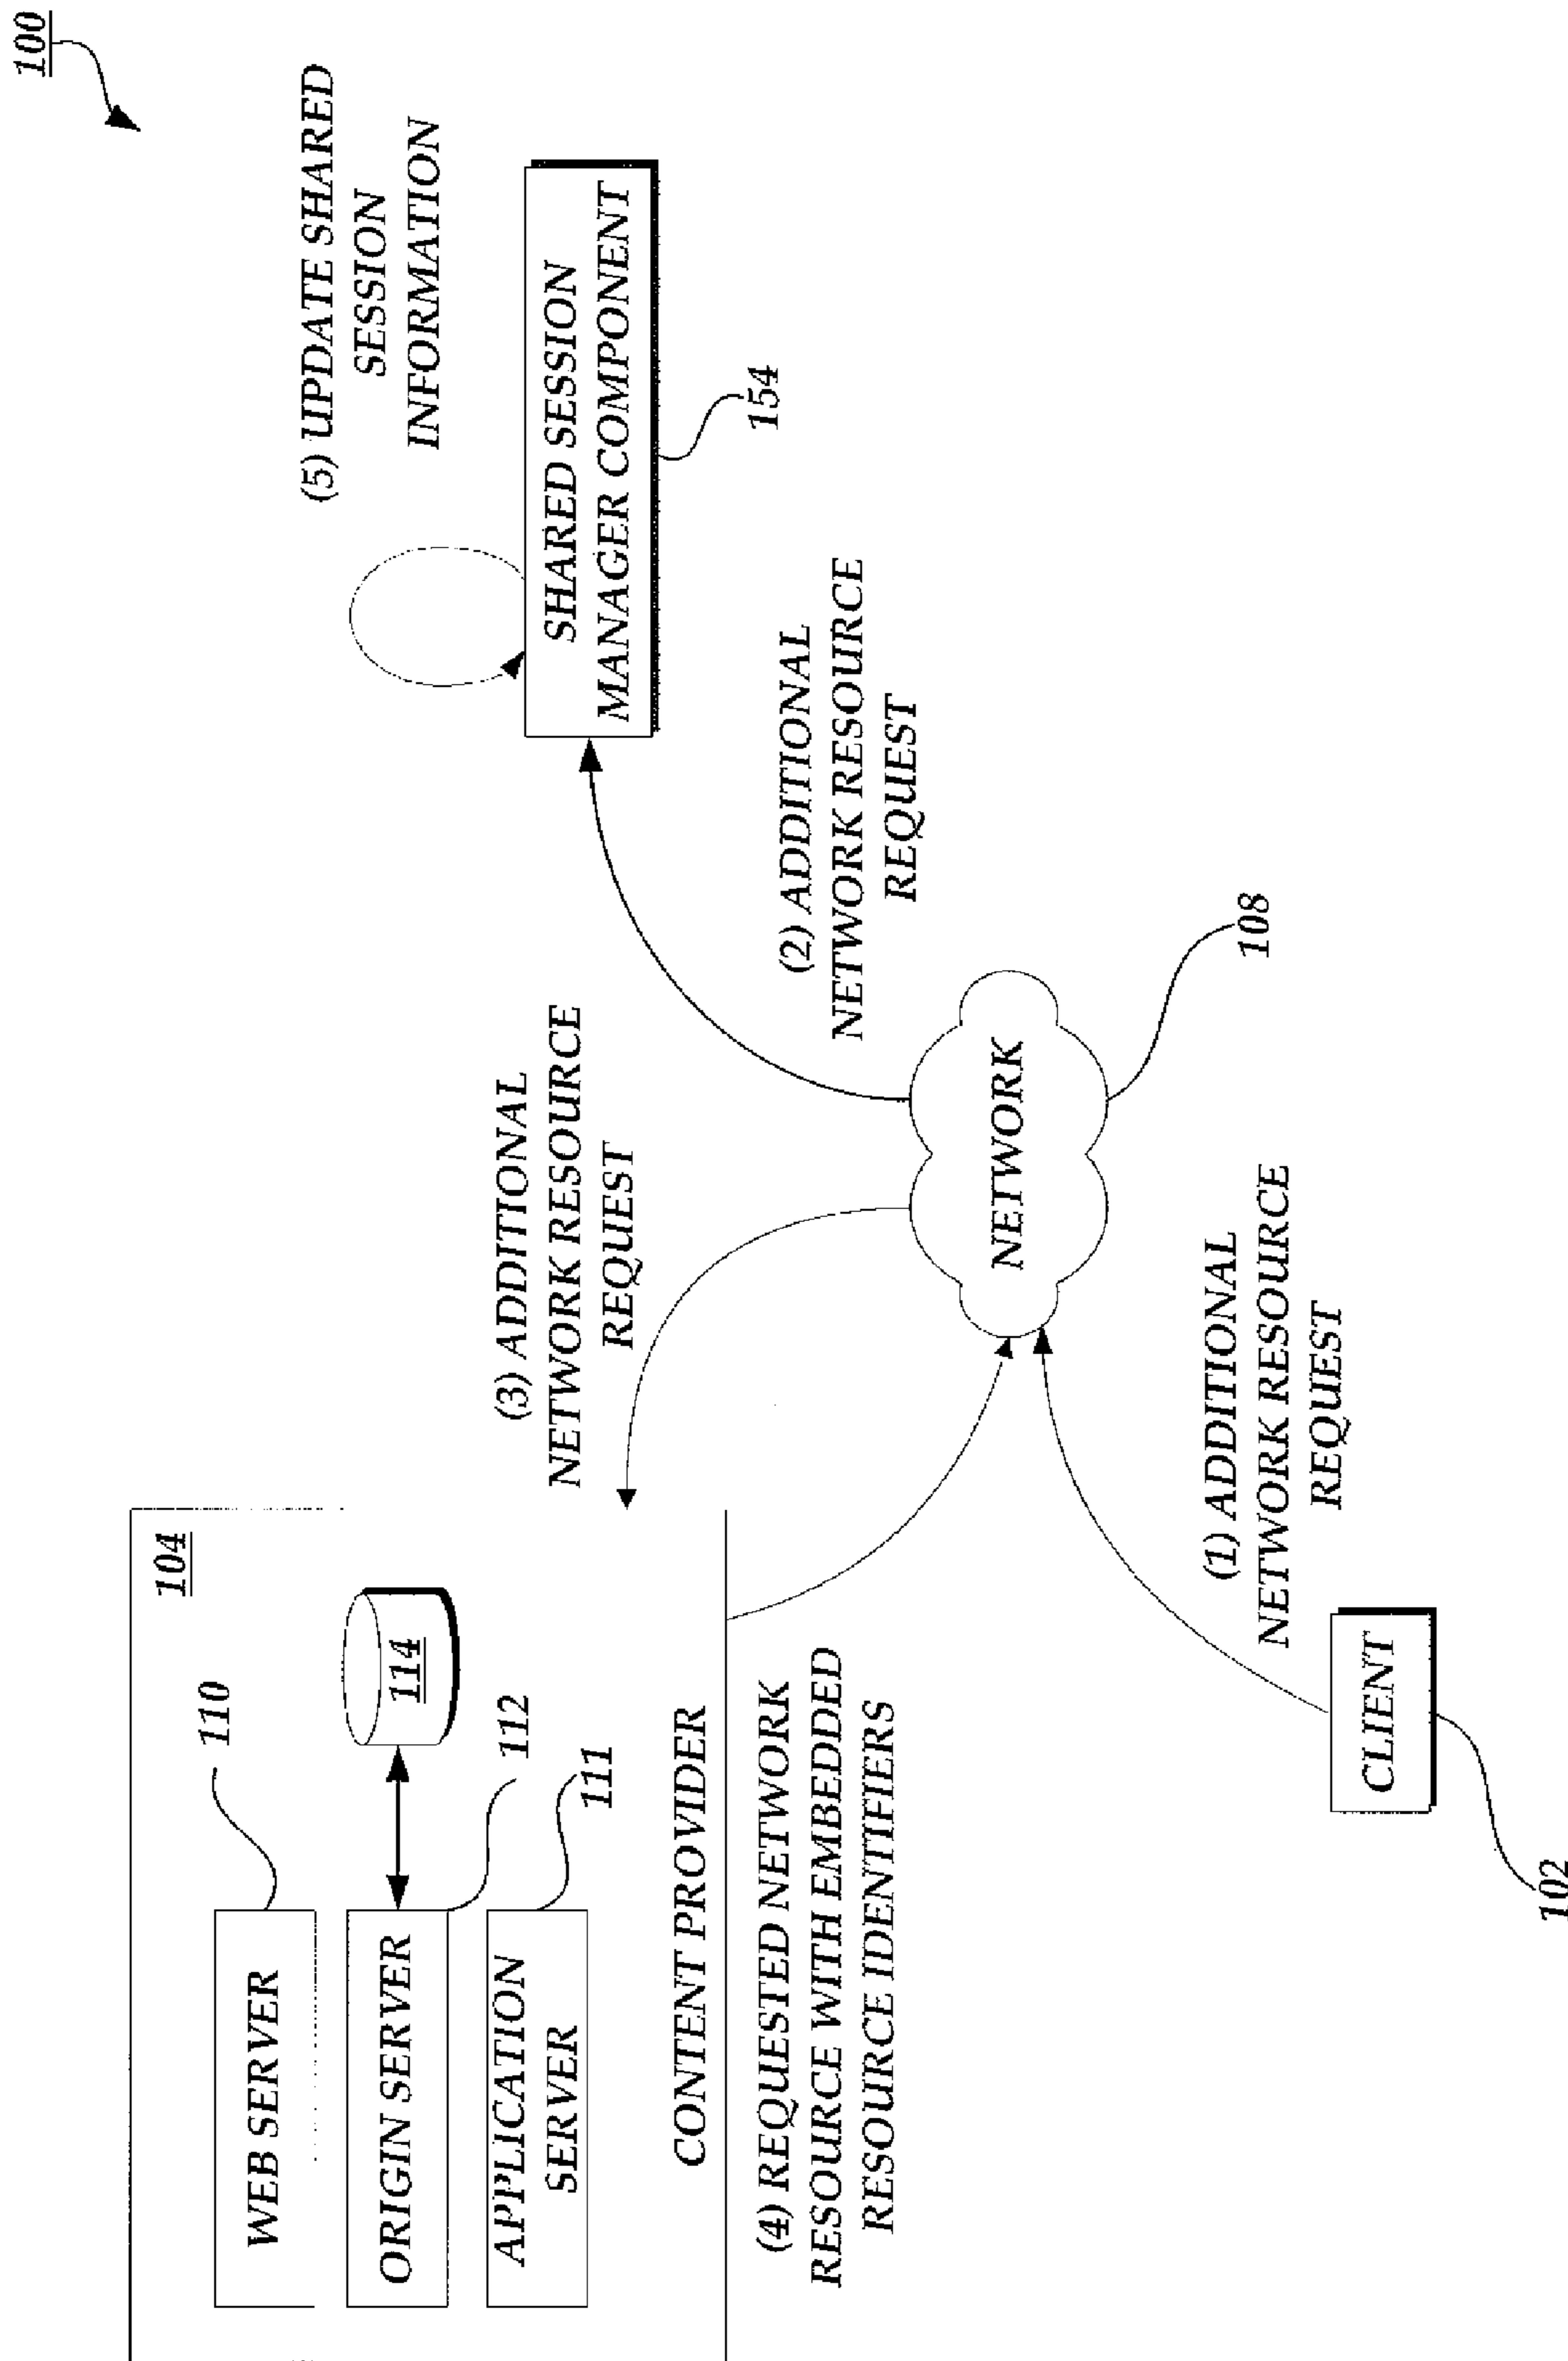 100
104
WEB SERVER
110
ORIGIN SERVER
114
112
APPLICATION
SERVER
111
CONTENT PROVIDER
(3) ADDITIONAL
NETWORK RESOURCE
REQUEST
(5) UPDATE SHARED
SESSION
INFORMATION
SHARED SESSION
MANAGER COMPONENT
154
(4) REQUESTED NETWORK
RESOURCE WITH EMBEDDED
RESOURCE IDENTIFIERS
(2) ADDITIONAL
NETWORK RESOURCE
REQUEST
NETWORK
108
(1) ADDITIONAL
NETWORK RESOURCE
REQUEST
CLIENT
102